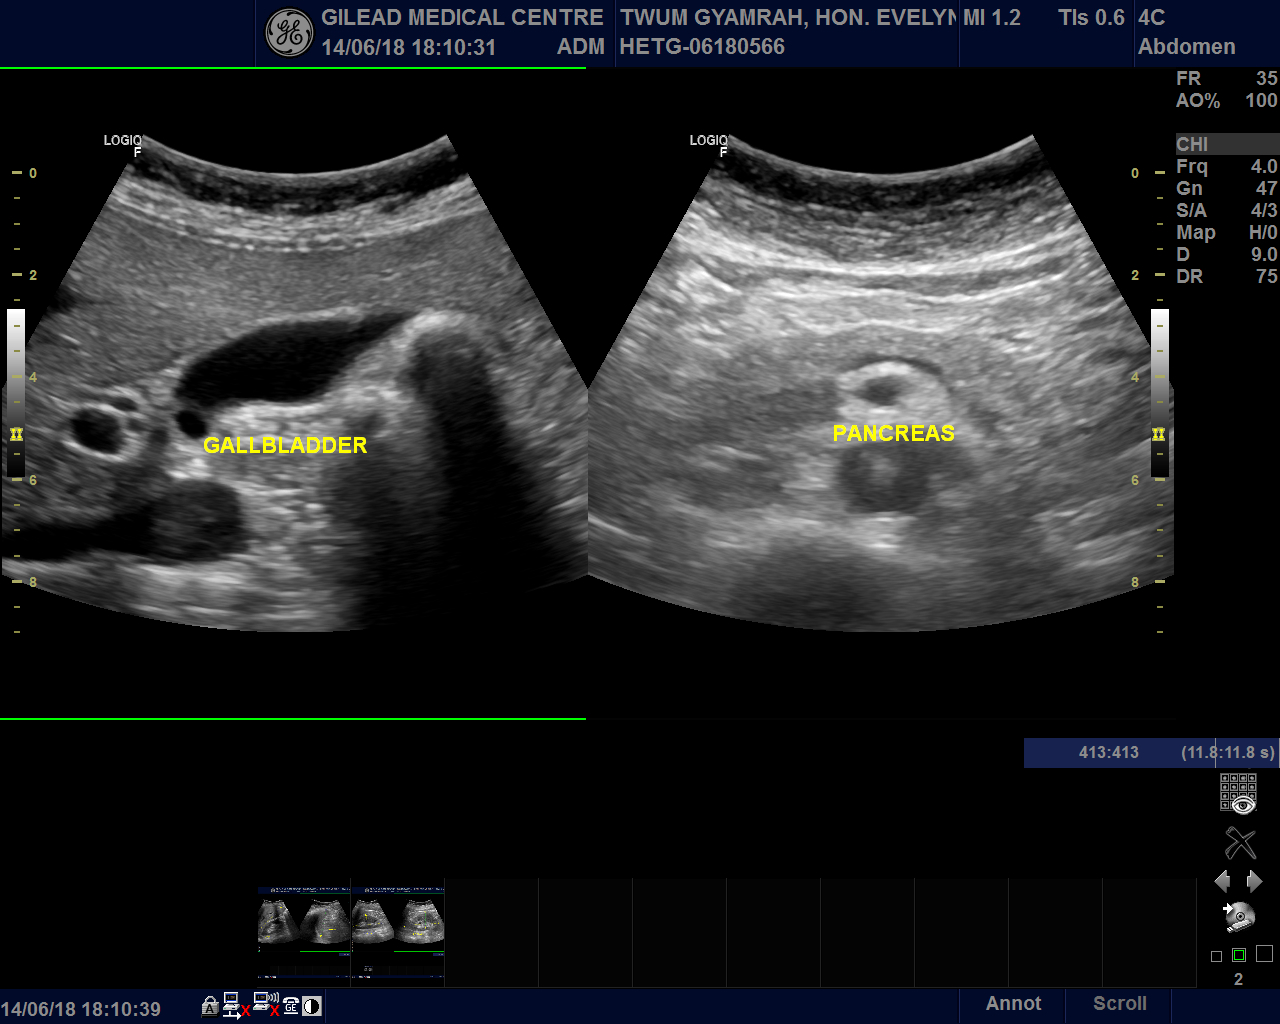 GILEAD MEDICAL CENTRE
14/06/18 18:10:31 ADM
TWUM GYAMRAH, HON. EVELYN
HETG-06180566
MI 1.2 TIs 0.6
4C
Abdomen
FR 35
AO% 100
CHI
Frq 4.0
Gn 47
S/A 4/3
Map H/0
D 9.0
DR 75
LOGIQ
F
0
2
4
6
8
GALLBLADDER
LOGIQ
F
0
2
4
6
8
PANCREAS
413:413 (11.8:11.8 s)
2
14/06/18 18:10:39
Annot
Scroll